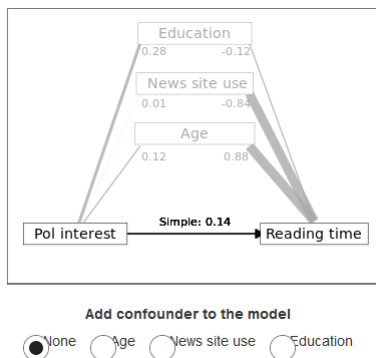 Education
0.28 -0.12
News site use
0.01 -0.84
Age
0.12 0.88
Simple: 0.14
Pol interest Reading time
Add confounder to the model
None Age News site use Education